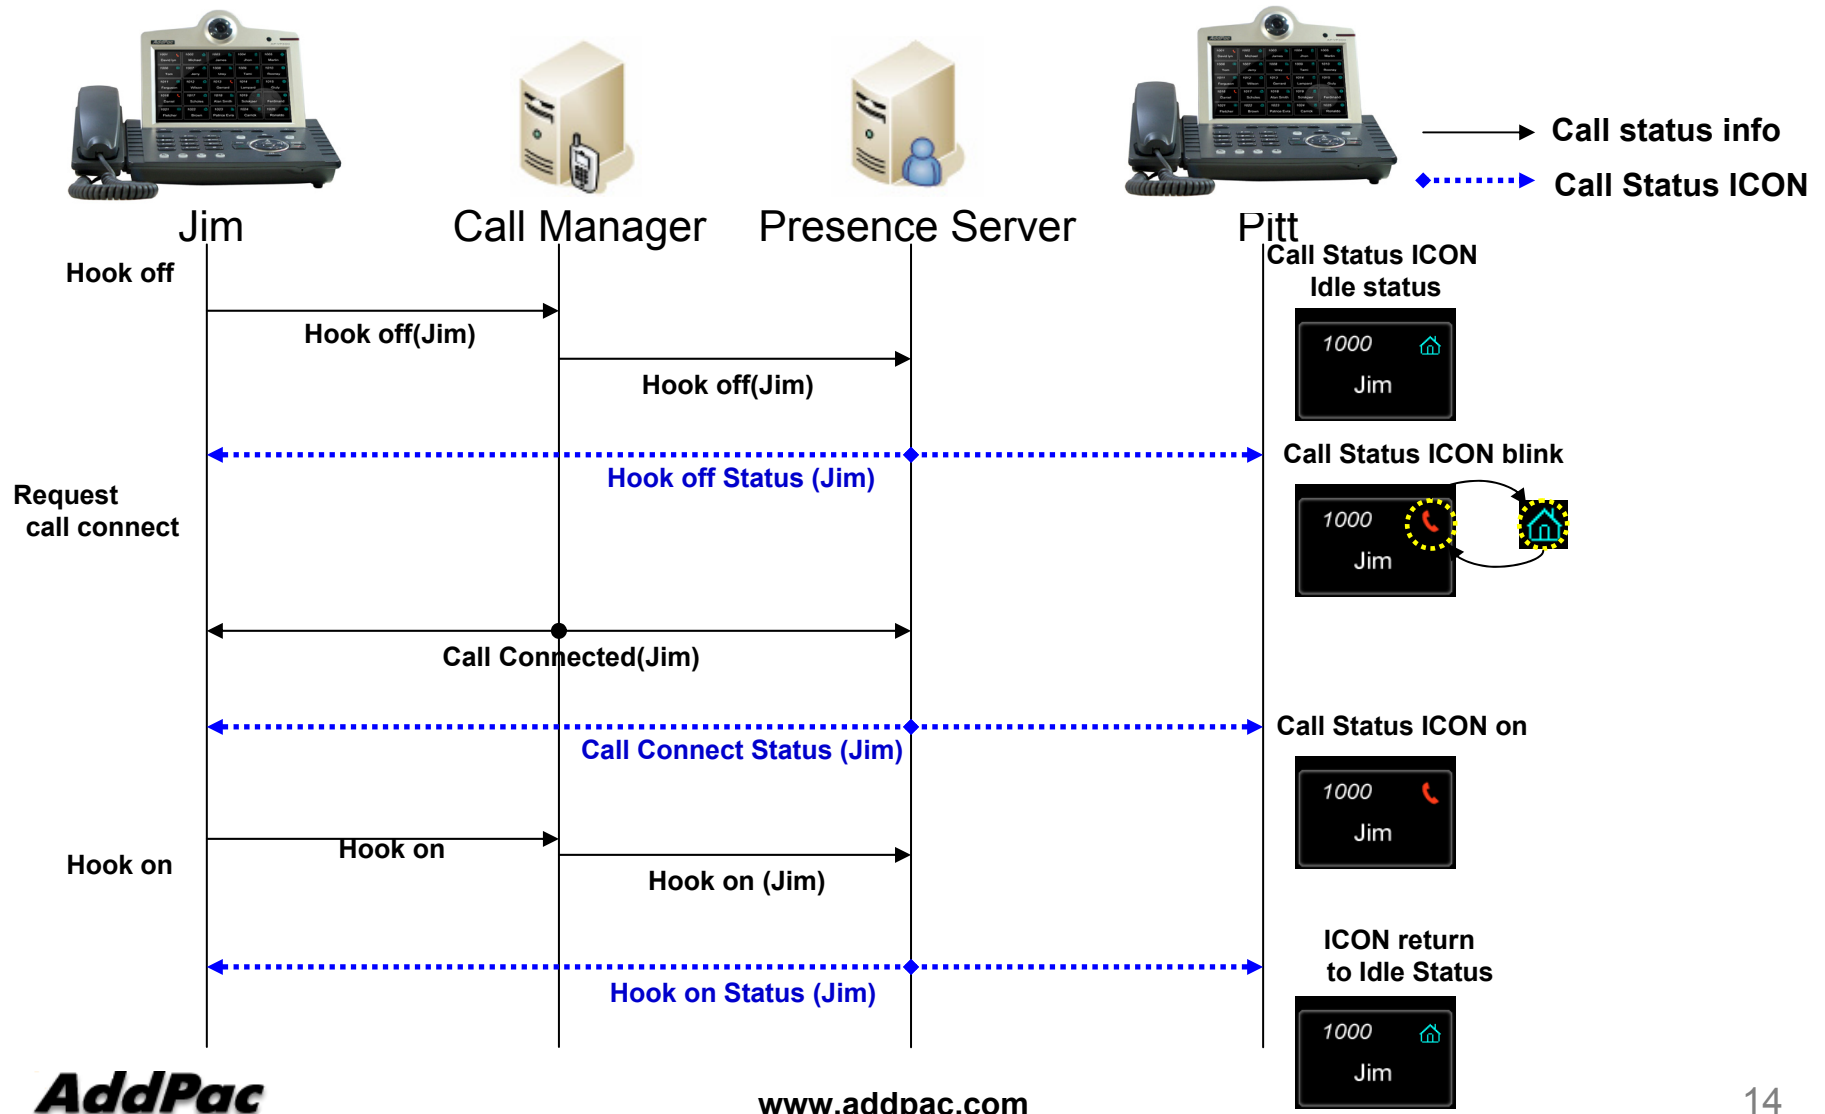 Call status info
Call Status ICON
Jim
Call Manager
Presence Server
Pitt
Hook off
Call Status ICON
Idle status
Hook off(Jim)
1000
Jim
Hook off(Jim)
Call Status ICON blink
Hook off Status (Jim)
Request
call connect
1000
Jim
Call Connected(Jim)
Call Status ICON on
Call Connect Status (Jim)
1000
Jim
Hook on
Hook on
Hook on (Jim)
ICON return
to Idle Status
Hook on Status (Jim)
1000
Jim
AddPac
www.addpac.com
14